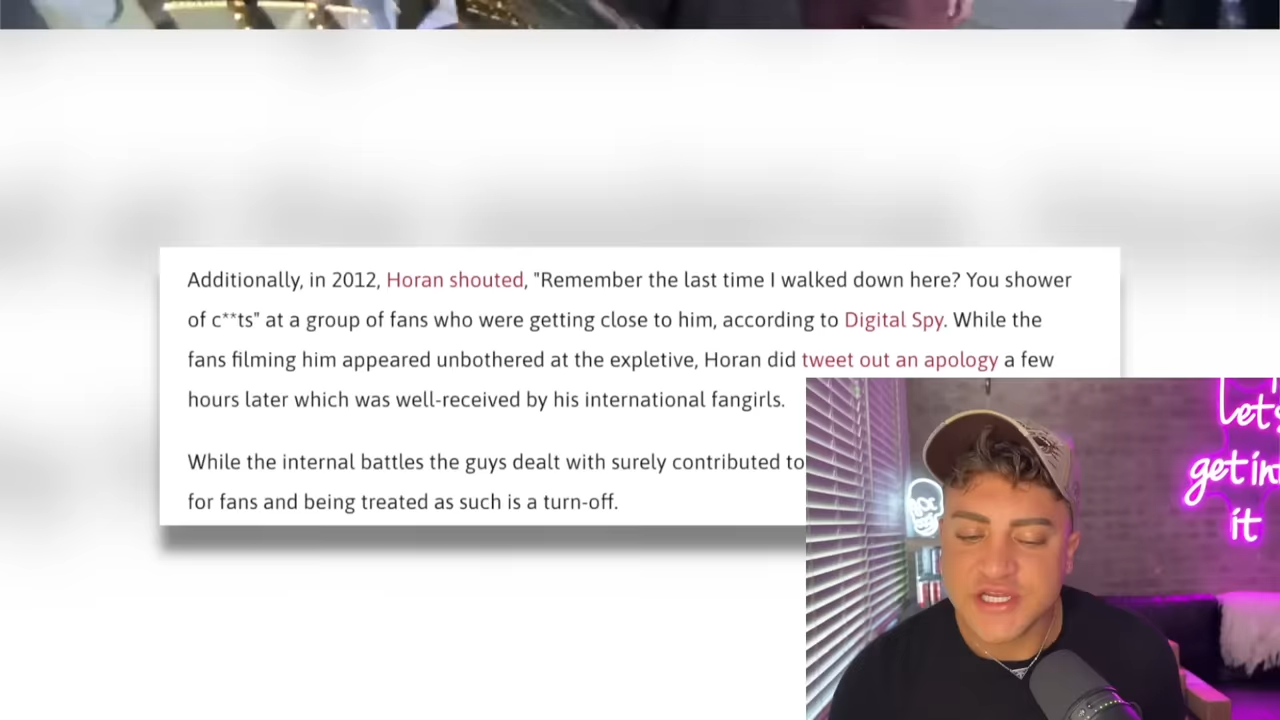 Additionally, in 2012, Horan shouted, "Remember the last time I walked down here? You shower
of c**ts" at a group of fans who were getting close to him, according to Digital Spy. While the
fans filming him appeared unbothered at the expletive, Horan did tweet out an apology a few
hours later which was well-received by his international fangirls.
While the internal battles the guys dealt with surely contributed to
for fans and being treated as such is a turn-off.
let's
get
it